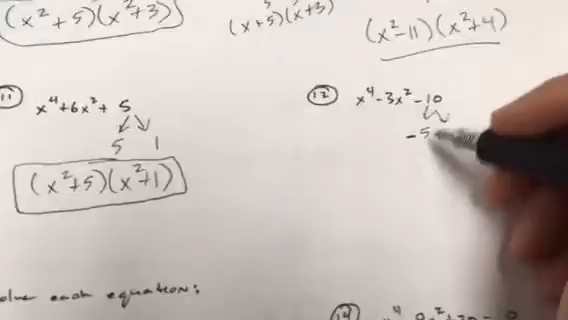 (x²+5)(x²+3)
(x+5)(x+3)
(x²-11)(x²+4)
11 x⁴+6x²+5
5 1
(x²+5)(x²+1)
12 x⁴-3x²-10
-5
olve each equation:
14